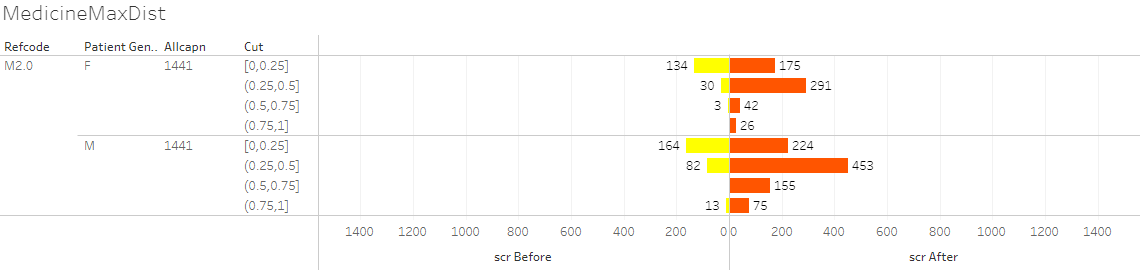 MedicineMaxDist
Refcode Patient Gen.. Allcapn Cut
M2.0 F 1441 [0,0.25] 134 175
(0.25,0.5] 30 291
(0.5,0.75] 3 42
(0.75,1] 26
M 1441 [0,0.25] 164 224
(0.25,0.5] 82 453
(0.5,0.75] 155
(0.75,1] 13 75
1400 1200 1000 800 600 400 200 0 0 200 400 600 800 1000 1200 1400
scr Before scr After